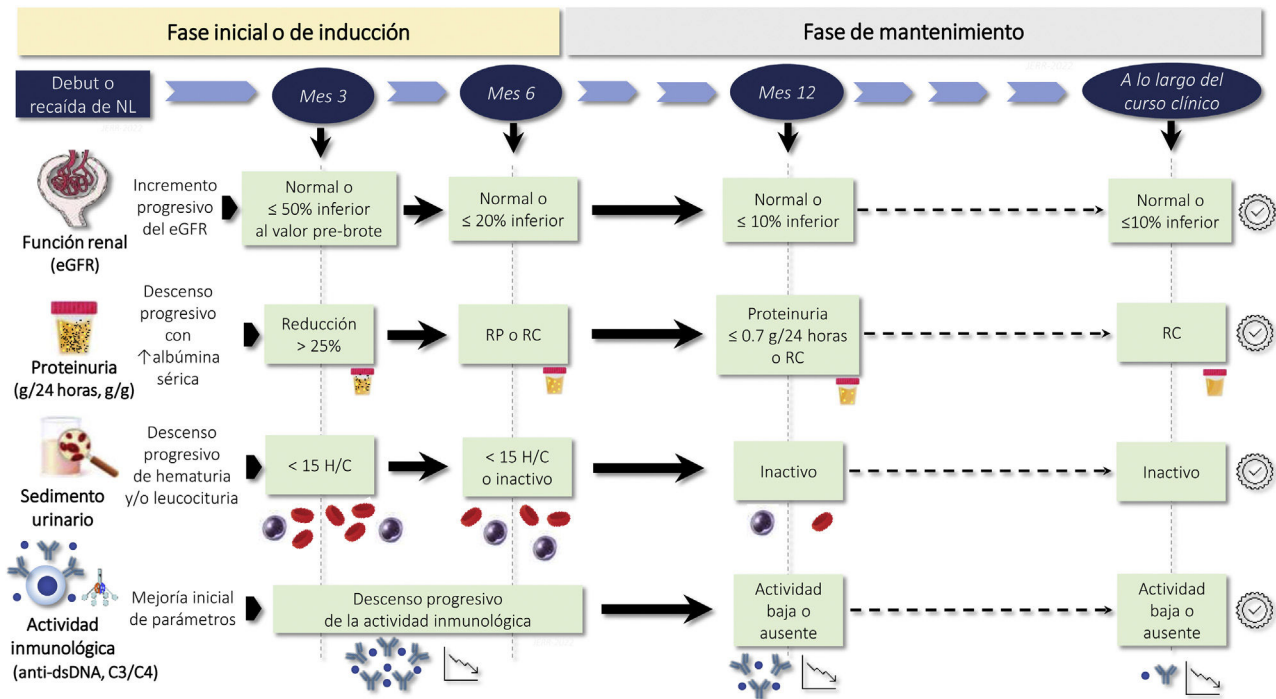 Fase inicial o de inducción
Fase de mantenimiento
Debut o
recaída de NL
Mes 3
Mes 6
Mes 12
A lo largo del
curso clínico
Función renal
(eGFR)
Incremento
progresivo
del eGFR
Normal o
≤ 50% inferior
al valor pre-brote
Normal o
≤ 20% inferior
Normal o
≤ 10% inferior
Normal o
≤10% inferior
Proteinuria
(g/24 horas, g/g)
Descenso
progresivo
con
↑albúmina
sérica
Reducción
> 25%
RP o RC
Proteinuria
≤ 0.7 g/24 horas
o RC
RC
Sedimento
urinario
Descenso
progresivo
de hematuria
y/o leucocituria
< 15 H/C
< 15 H/C
o inactivo
Inactivo
Inactivo
Actividad
inmunológica
(anti-dsDNA, C3/C4)
Mejoría inicial
de parámetros
Descenso progresivo
de la actividad inmunológica
Actividad
baja o
ausente
Actividad
baja o
ausente